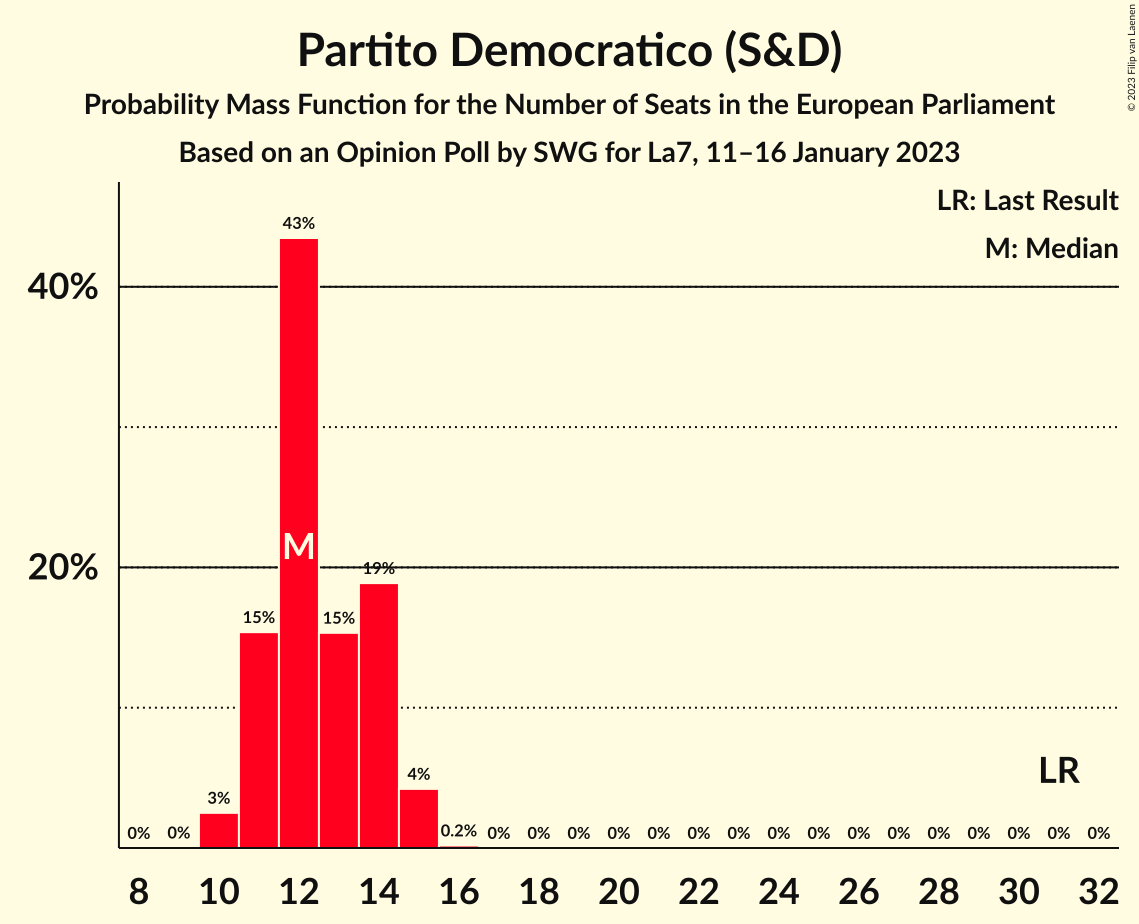 Partito Democratico (S&D)
Probability Mass Function for the Number of Seats in the European Parliament
Based on an Opinion Poll by SWG for La7, 11–16 January 2023
© 2023 Filip van Laenen
LR: Last Result
M: Median
40%
20%
43%
M
19%
15%
15%
LR
4%
3%
0% 0% 0.2% 0% 0% 0% 0% 0% 0% 0% 0% 0% 0% 0% 0% 0% 0% 0%
8 10 12 14 16 18 20 22 24 26 28 30 32